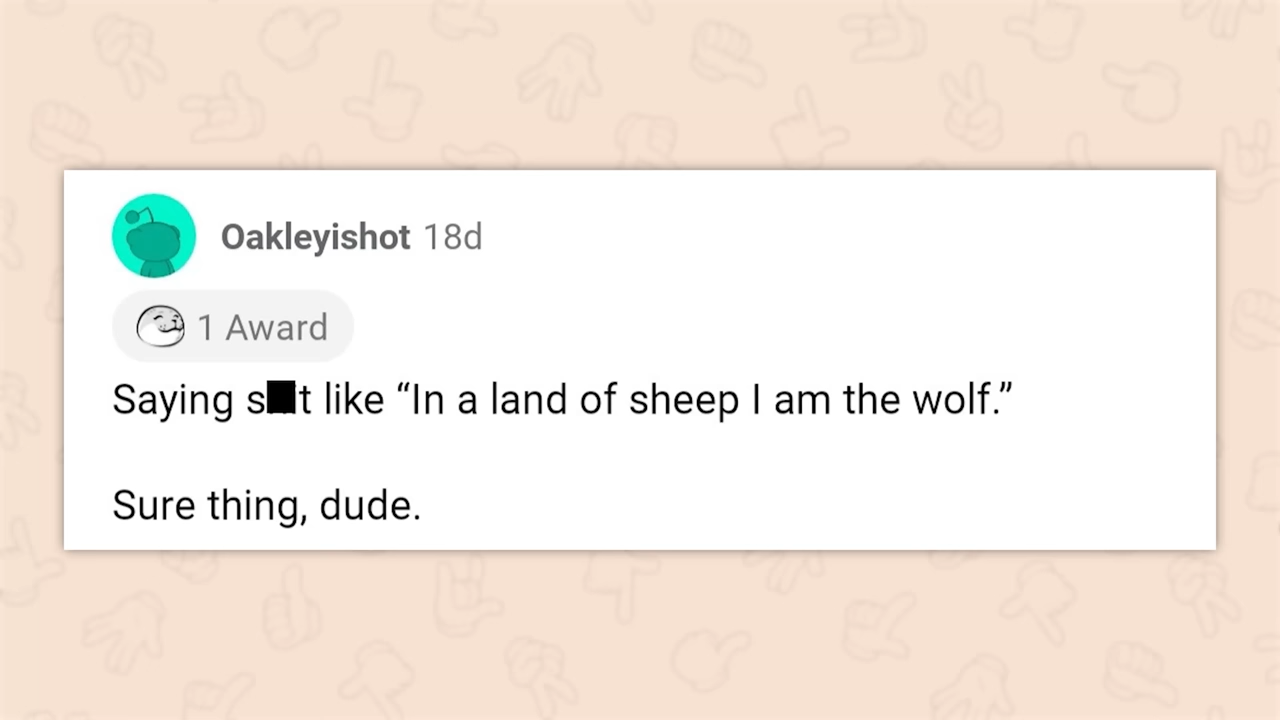 Oakleyishot 18d
1 Award
Saying s■t like “In a land of sheep I am the wolf.”
Sure thing, dude.